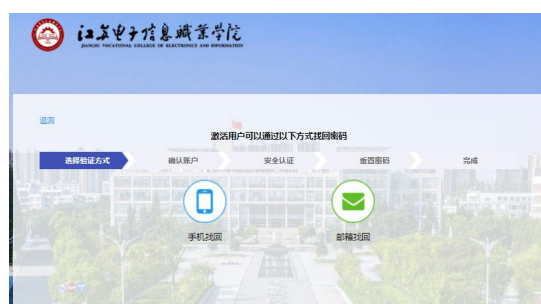 江苏电子信息职业学院
JIANGSU VOCATIONAL COLLEGE OF ELECTRONICS AND INFORMATION
返回
激活用户可以通过以下方式找回密码
选择验证方式 确认账户 安全认证 重置密码 完成
手机找回 邮箱找回